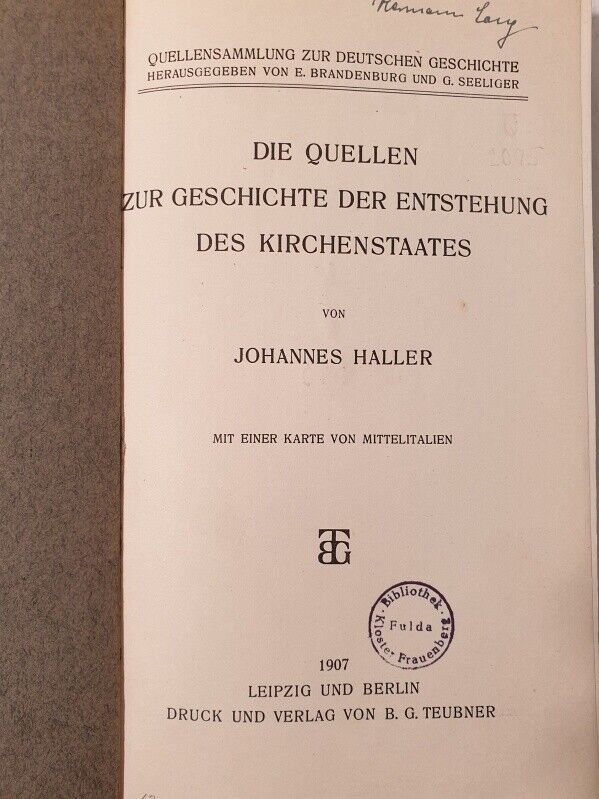 Hermann
QUELLENSAMMLUNG ZUR DEUTSCHEN GESCHICHTE
HERAUSGEGEBEN VON E. BRANDENBURG UND G. SEELIGER
DIE QUELLEN
ZUR GESCHICHTE DER ENTSTEHUNG
DES KIRCHENSTAATES
VON
JOHANNES HALLER
MIT EINER KARTE VON MITTELITALIEN
BTG
· Bibliothek ·
Fulda
Kloster Frauenberg
1907
LEIPZIG UND BERLIN
DRUCK UND VERLAG VON B. G. TEUBNER